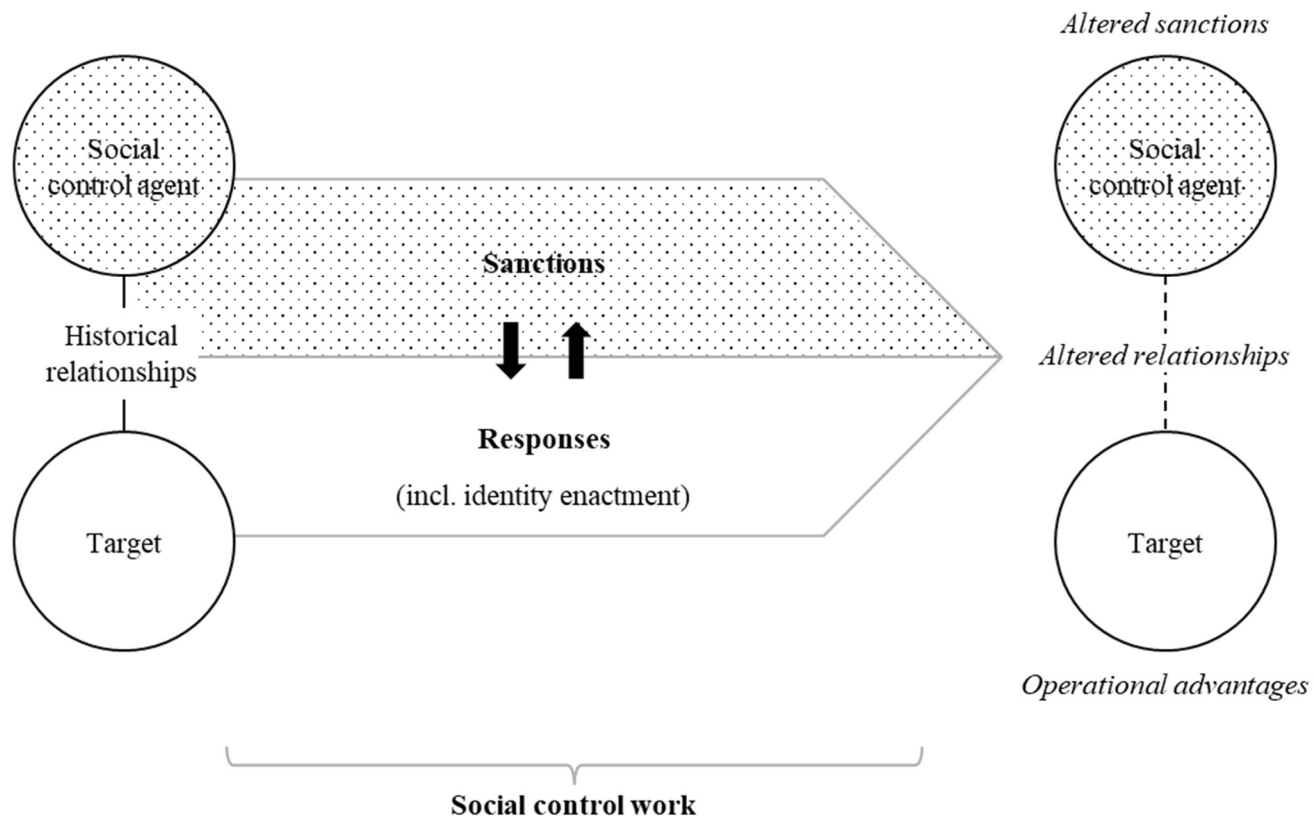 Altered sanctions
Social
control agent
Social
control agent
Sanctions
Historical
relationships
Altered relationships
Responses
(incl. identity enactment)
Target
Target
Operational advantages
Social control work